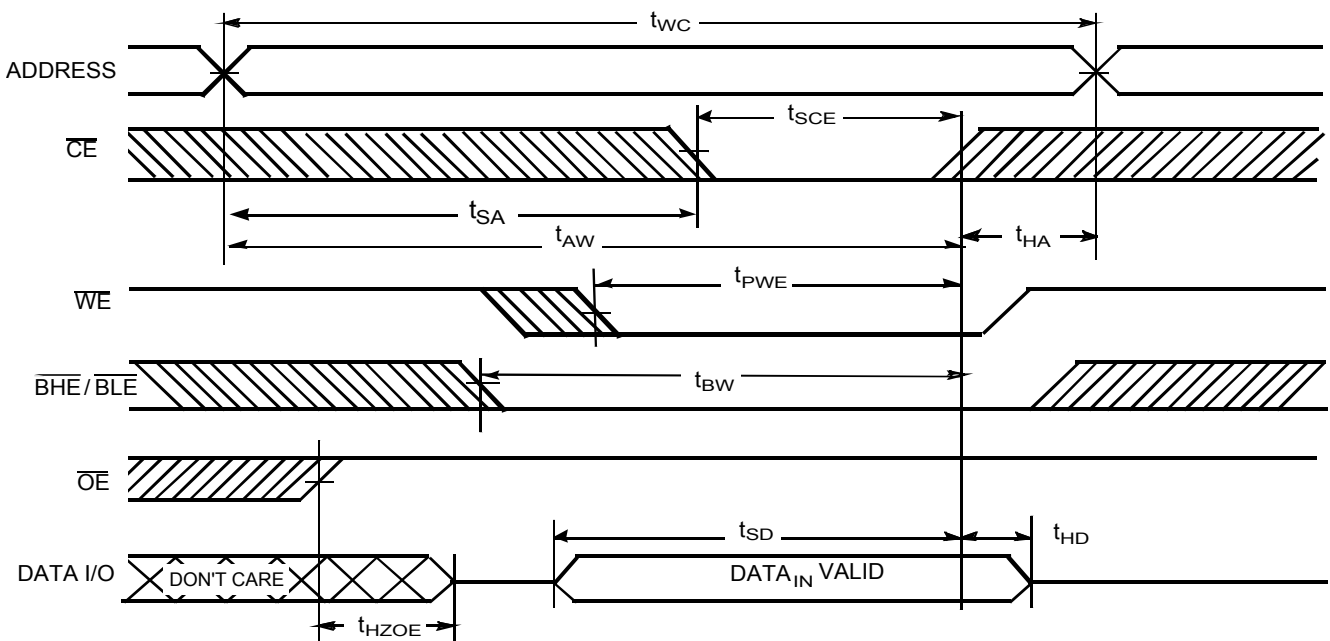 tWC
ADDRESS
tSCE
CE
tSA
tAW
tHA
tPWE
WE
BHE/BLE
tBW
OE
tSD
tHD
DATA I/O
DON'T CARE
DATAIN VALID
tHZOE